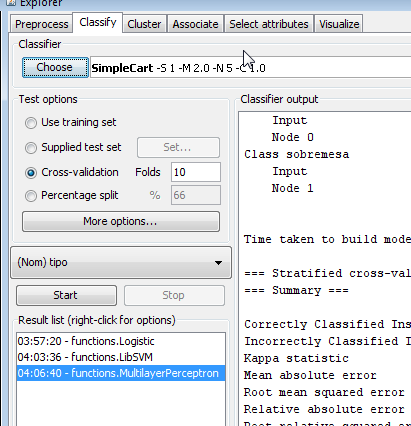 Explorer
Preprocess Classify Cluster Associate Select attributes Visualize
Classifier
Choose SimpleCart -S 1 -M 2.0 -N 5 -C 1.0
Test options
Use training set
Supplied test set Set...
Cross-validation Folds 10
Percentage split % 66
More options...
(Nom) tipo
Start Stop
Result list (right-click for options)
03:57:20 - functions.Logistic
04:03:36 - functions.LibSVM
04:06:40 - functions.MultilayerPerceptron
Classifier output
Input
Node 0
Class sobremesa
Input
Node 1
Time taken to build mode
=== Stratified cross-val
=== Summary ===
Correctly Classified Ins
Incorrectly Classified I
Kappa statistic
Mean absolute error
Root mean squared error
Relative absolute error
Root relative squared error